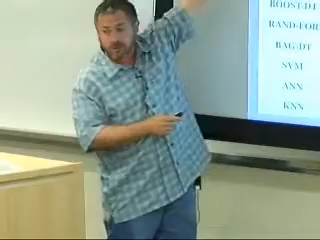 BOOST-DT
RAND-FOR
BAG-DT
SVM
ANN
KNN